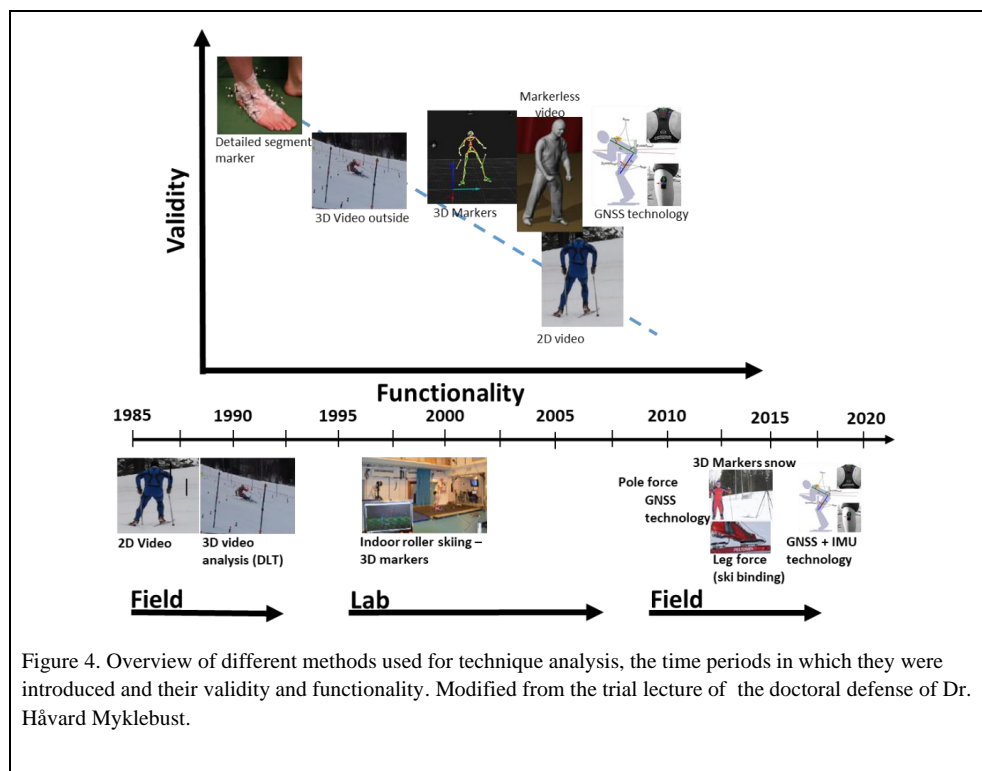 Validity
Detailed segment
marker
3D Video outside
3D Markers
Markerless
video
GNSS technology
2D video
Functionality
1985 1990 1995 2000 2005 2010 2015 2020
2D Video
3D video
analysis (DLT)
Indoor roller skiing –
3D markers
Pole force
GNSS
technology
3D Markers snow
Leg force
(ski binding)
GNSS + IMU
technology
Field
Lab
Field
Figure 4. Overview of different methods used for technique analysis, the time periods in which they were
introduced and their validity and functionality. Modified from the trial lecture of the doctoral defense of Dr.
Håvard Myklebust.